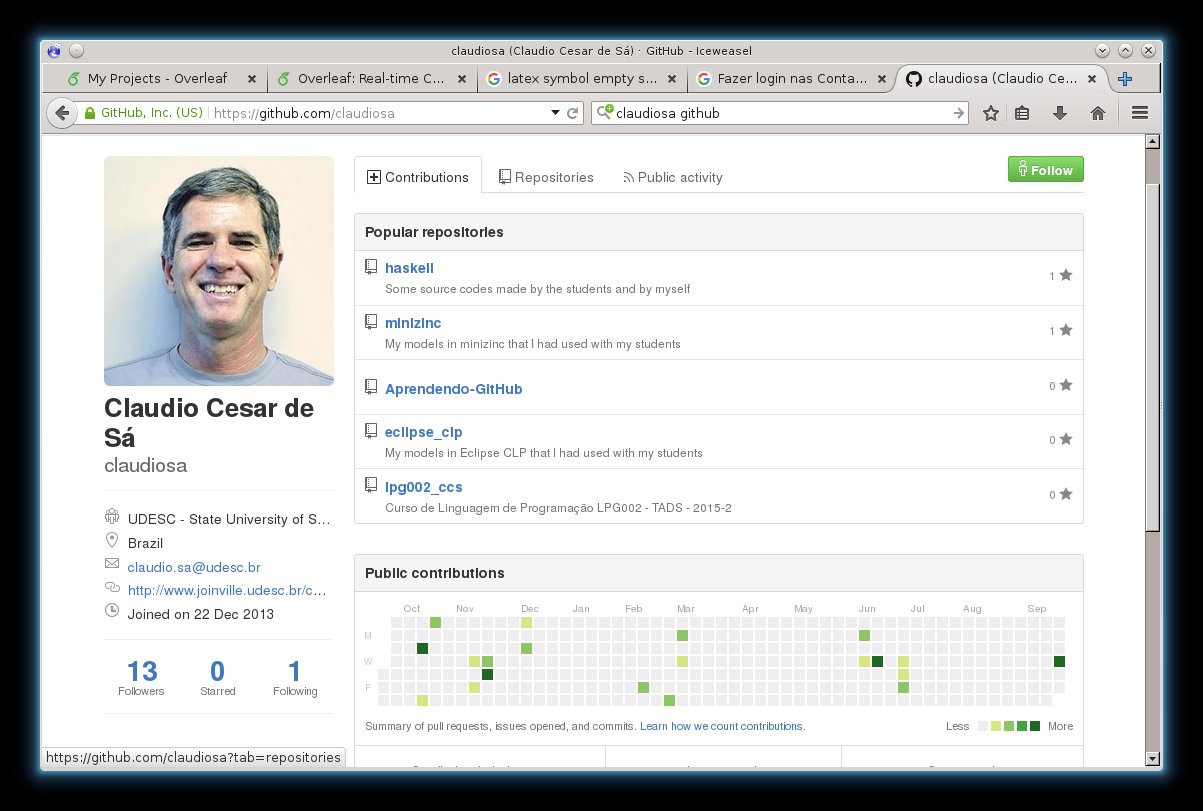 claudiosa (Claudio Cesar de Sá) · GitHub - Iceweasel
My Projects - Overleaf
Overleaf: Real-time C...
latex symbol empty s...
Fazer login nas Conta...
claudiosa (Claudio Ce...
GitHub, Inc. (US) https://github.com/claudiosa
claudiosa github
Contributions
Repositories
Public activity
Follow
Claudio Cesar de
Sá
claudiosa
UDESC - State University of S...
Brazil
claudio.sa@udesc.br
http://www.joinville.udesc.br/c...
Joined on 22 Dec 2013
13 0 1
Followers Starred Following
Popular repositories
haskell 1
Some source codes made by the students and by myself
minizinc 1
My models in minizinc that I had used with my students
Aprendendo-GitHub 0
eclipse_clp 0
My models in Eclipse CLP that I had used with my students
lpg002_ccs 0
Curso de Linguagem de Programação LPG002 - TADS - 2015-2
Public contributions
Oct Nov Dec Jan Feb Mar Apr May Jun Jul Aug Sep
M
W
F
Summary of pull requests, issues opened, and commits. Learn how we count contributions. Less More
https://github.com/claudiosa?tab=repositories